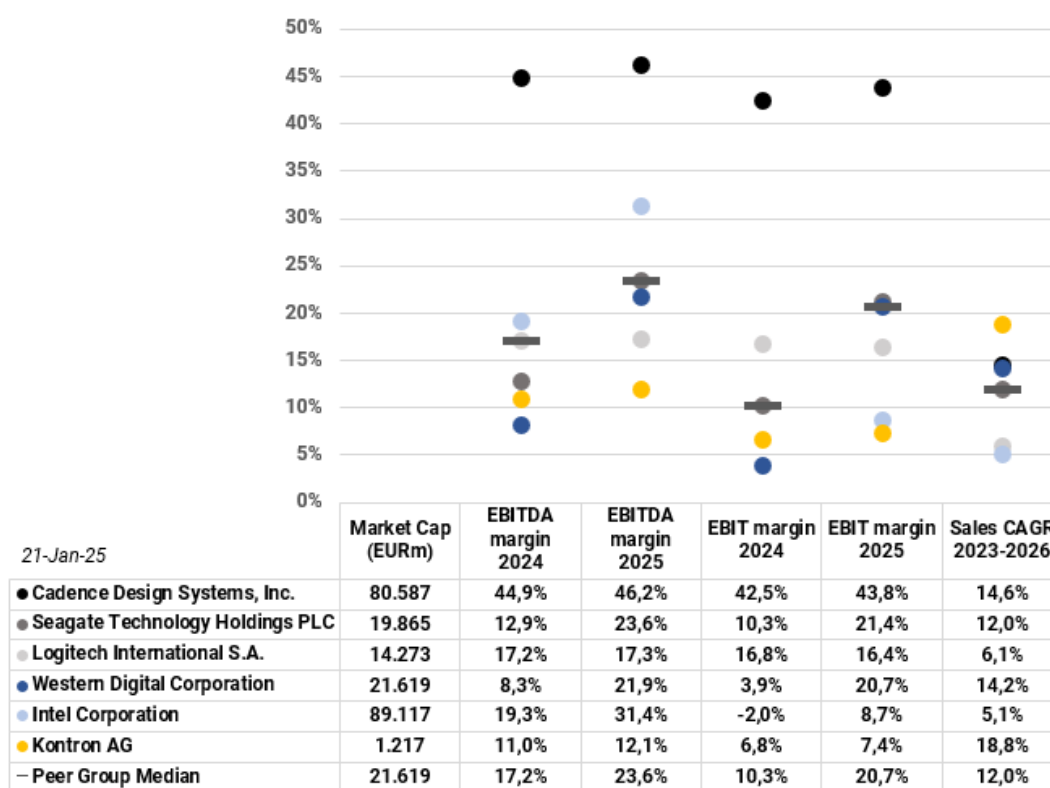 50%
45%
40%
35%
30%
25%
20%
15%
10%
5%
0%
21-Jan-25 Market Cap (EURm) EBITDA margin 2024 EBITDA margin 2025 EBIT margin 2024 EBIT margin 2025 Sales CAGR 2023-2026
Cadence Design Systems, Inc. 80.587 44,9% 46,2% 42,5% 43,8% 14,6%
Seagate Technology Holdings PLC 19.865 12,9% 23,6% 10,3% 21,4% 12,0%
Logitech International S.A. 14.273 17,2% 17,3% 16,8% 16,4% 6,1%
Western Digital Corporation 21.619 8,3% 21,9% 3,9% 20,7% 14,2%
Intel Corporation 89.117 19,3% 31,4% -2,0% 8,7% 5,1%
Kontron AG 1.217 11,0% 12,1% 6,8% 7,4% 18,8%
Peer Group Median 21.619 17,2% 23,6% 10,3% 20,7% 12,0%